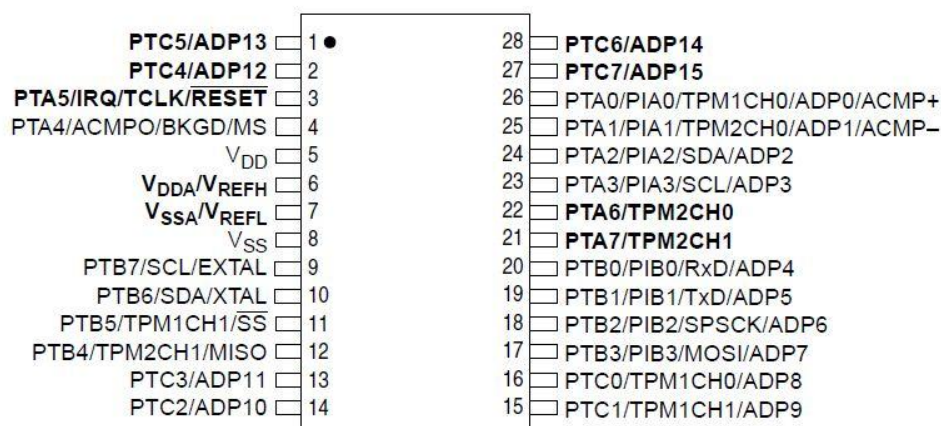 PTC5/ADP13 1 28 PTC6/ADP14
PTC4/ADP12 2 27 PTC7/ADP15
PTA5/IRQ/TCLK/RESET 3 26 PTA0/PIA0/TPM1CH0/ADP0/ACMP+
PTA4/ACMPO/BKGD/MS 4 25 PTA1/PIA1/TPM2CH0/ADP1/ACMP–
VDD 5 24 PTA2/PIA2/SDA/ADP2
VDDA/VREFH 6 23 PTA3/PIA3/SCL/ADP3
VSSA/VREFL 7 22 PTA6/TPM2CH0
VSS 8 21 PTA7/TPM2CH1
PTB7/SCL/EXTAL 9 20 PTB0/PIB0/RxD/ADP4
PTB6/SDA/XTAL 10 19 PTB1/PIB1/TxD/ADP5
PTB5/TPM1CH1/SS 11 18 PTB2/PIB2/SPSCK/ADP6
PTB4/TPM2CH1/MISO 12 17 PTB3/PIB3/MOSI/ADP7
PTC3/ADP11 13 16 PTC0/TPM1CH0/ADP8
PTC2/ADP10 14 15 PTC1/TPM1CH1/ADP9